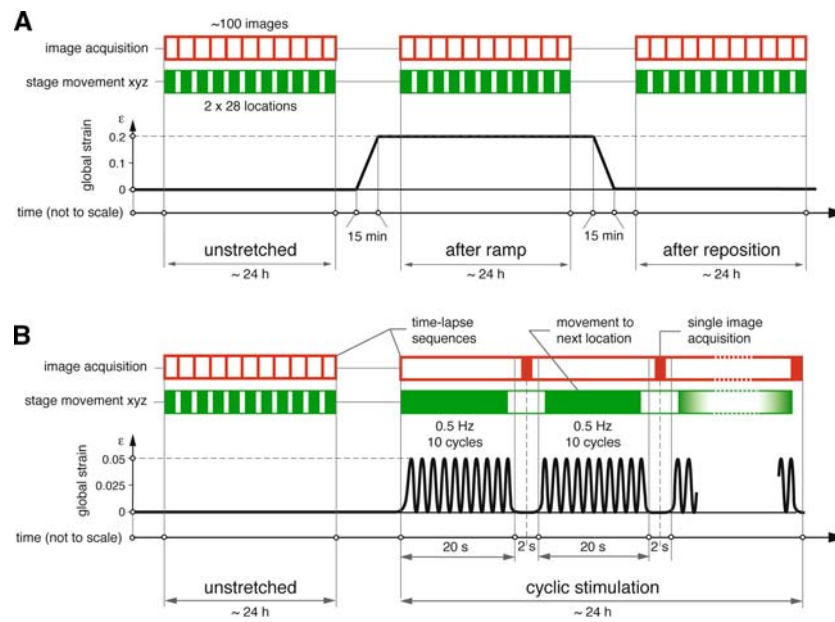 A
~100 images
image acquisition
stage movement xyz
2 x 28 locations
ε
global strain
0.2
0.1
0
time (not to scale)
15 min
15 min
unstretched
after ramp
after reposition
~ 24 h
~ 24 h
~ 24 h
B
time-lapse
sequences
movement to
next location
single image
acquisition
image acquisition
stage movement xyz
0.5 Hz
10 cycles
0.5 Hz
10 cycles
ε
global strain
0.05
0.025
0
time (not to scale)
20 s
2 s
20 s
2 s
unstretched
cyclic stimulation
~ 24 h
~ 24 h